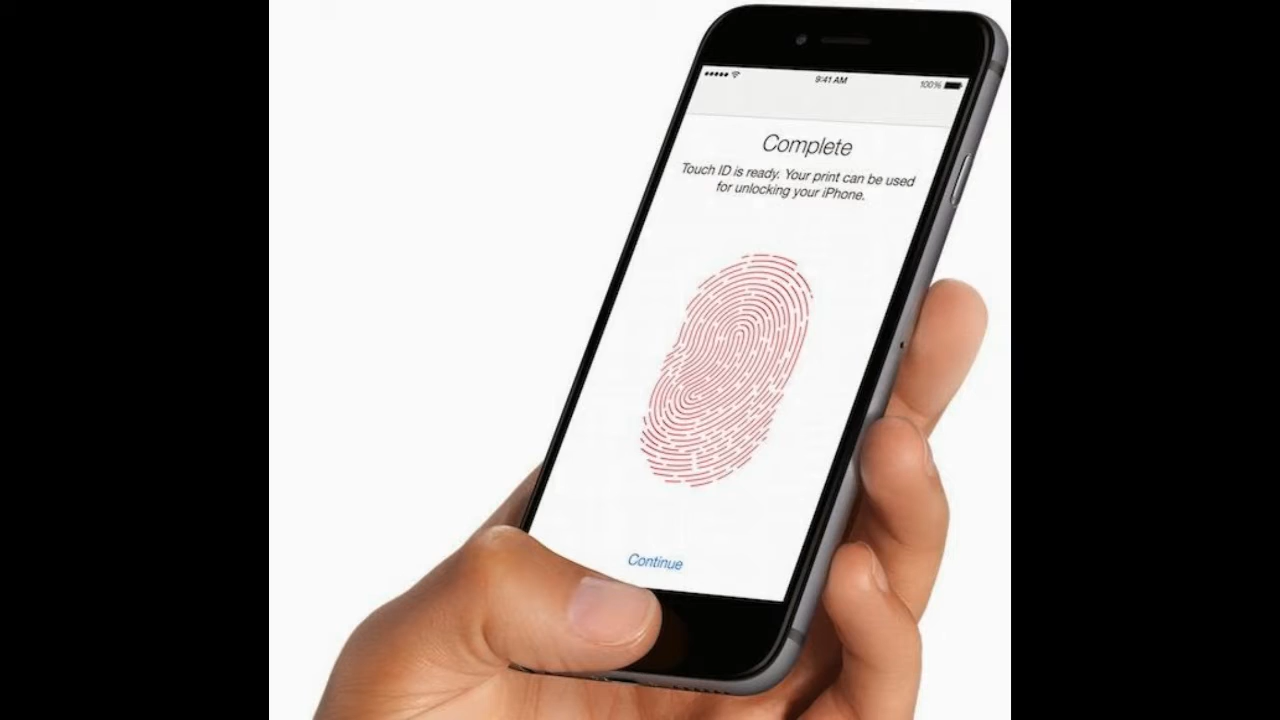 9:41 AM
100%
Complete
Touch ID is ready. Your print can be used
for unlocking your iPhone.
Continue